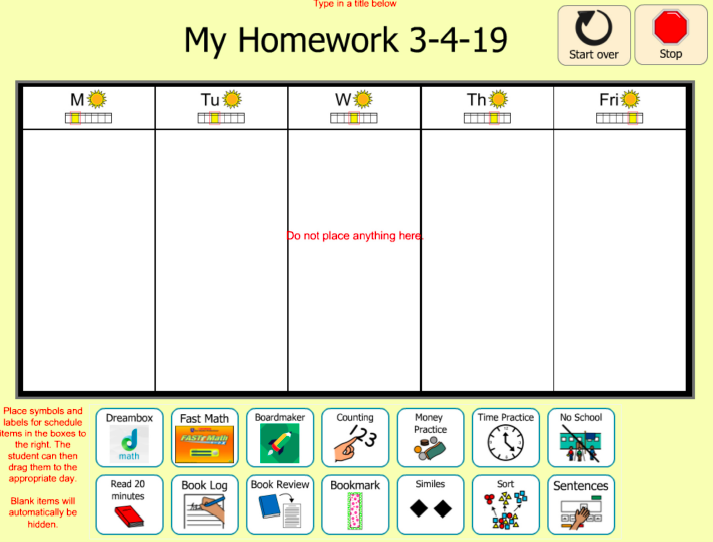 Type in a title below
My Homework 3-4-19
Start over
Stop
M
Tu
W
Th
Fri
Do not place anything here.
Place symbols and
labels for schedule
items in the boxes to
the right. The
student can then
drag them to the
appropriate day.
Blank items will
automatically be
hidden.
Dreambox
d
math
Fast Math
FASTT Math
Boardmaker
Counting
123
Money
Practice
Time Practice
No School
Read 20
minutes
Book Log
Book Review
Bookmark
Similes
Sort
Sentences